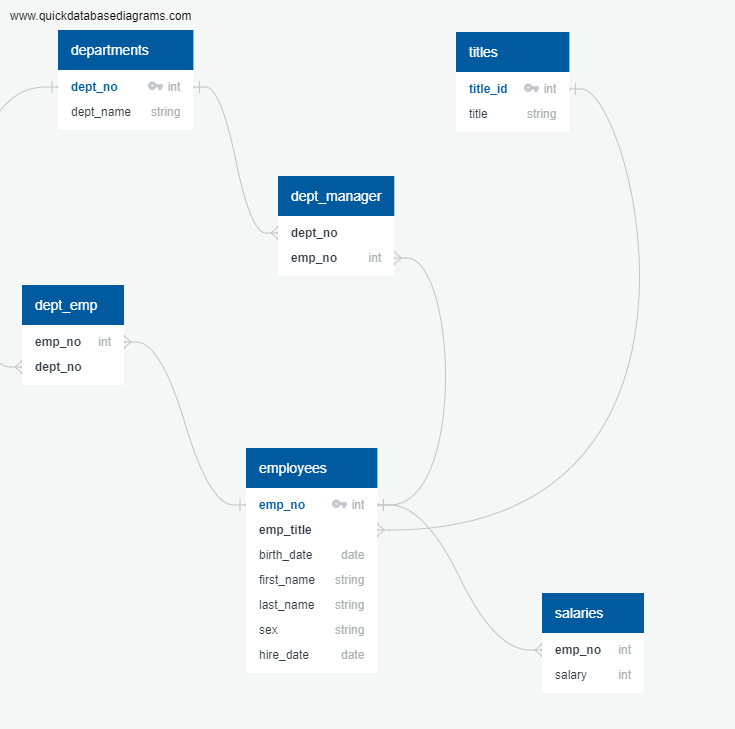 www.quickdatabasediagrams.com
departments
dept_no int
dept_name string
titles
title_id int
title string
dept_manager
dept_no
emp_no int
dept_emp
emp_no int
dept_no
employees
emp_no int
emp_title
birth_date date
first_name string
last_name string
sex string
hire_date date
salaries
emp_no int
salary int